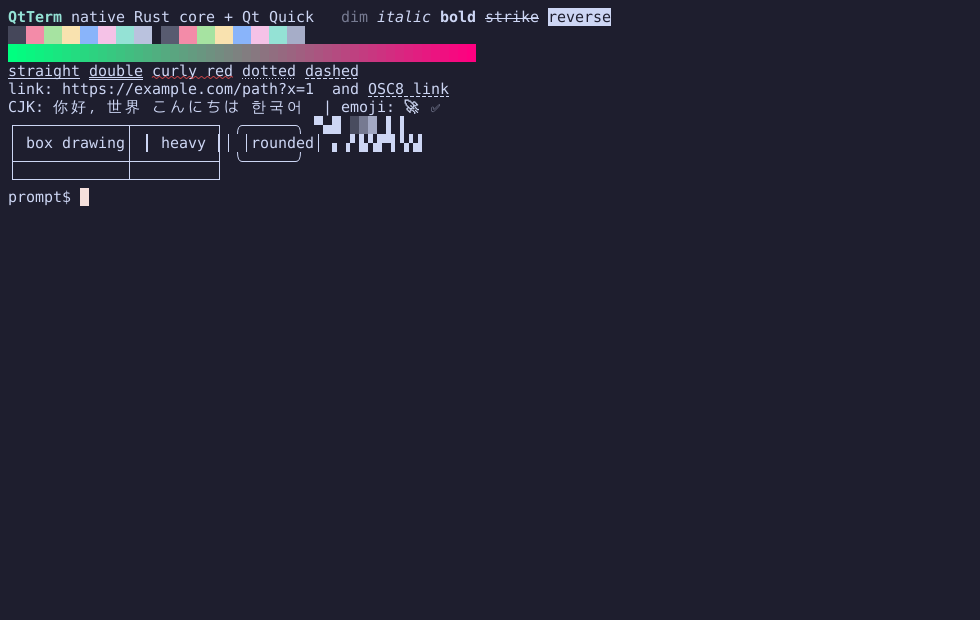 QtTerm native Rust core + Qt Quick   dim italic bold strike reverse
straight double curly red dotted dashed
link: https://example.com/path?x=1  and OSC8 link
CJK: 你好, 世界 こんにちは 한국어  | emoji: 🚀 ✅
box drawing │ heavy │ │ │rounded│
prompt$